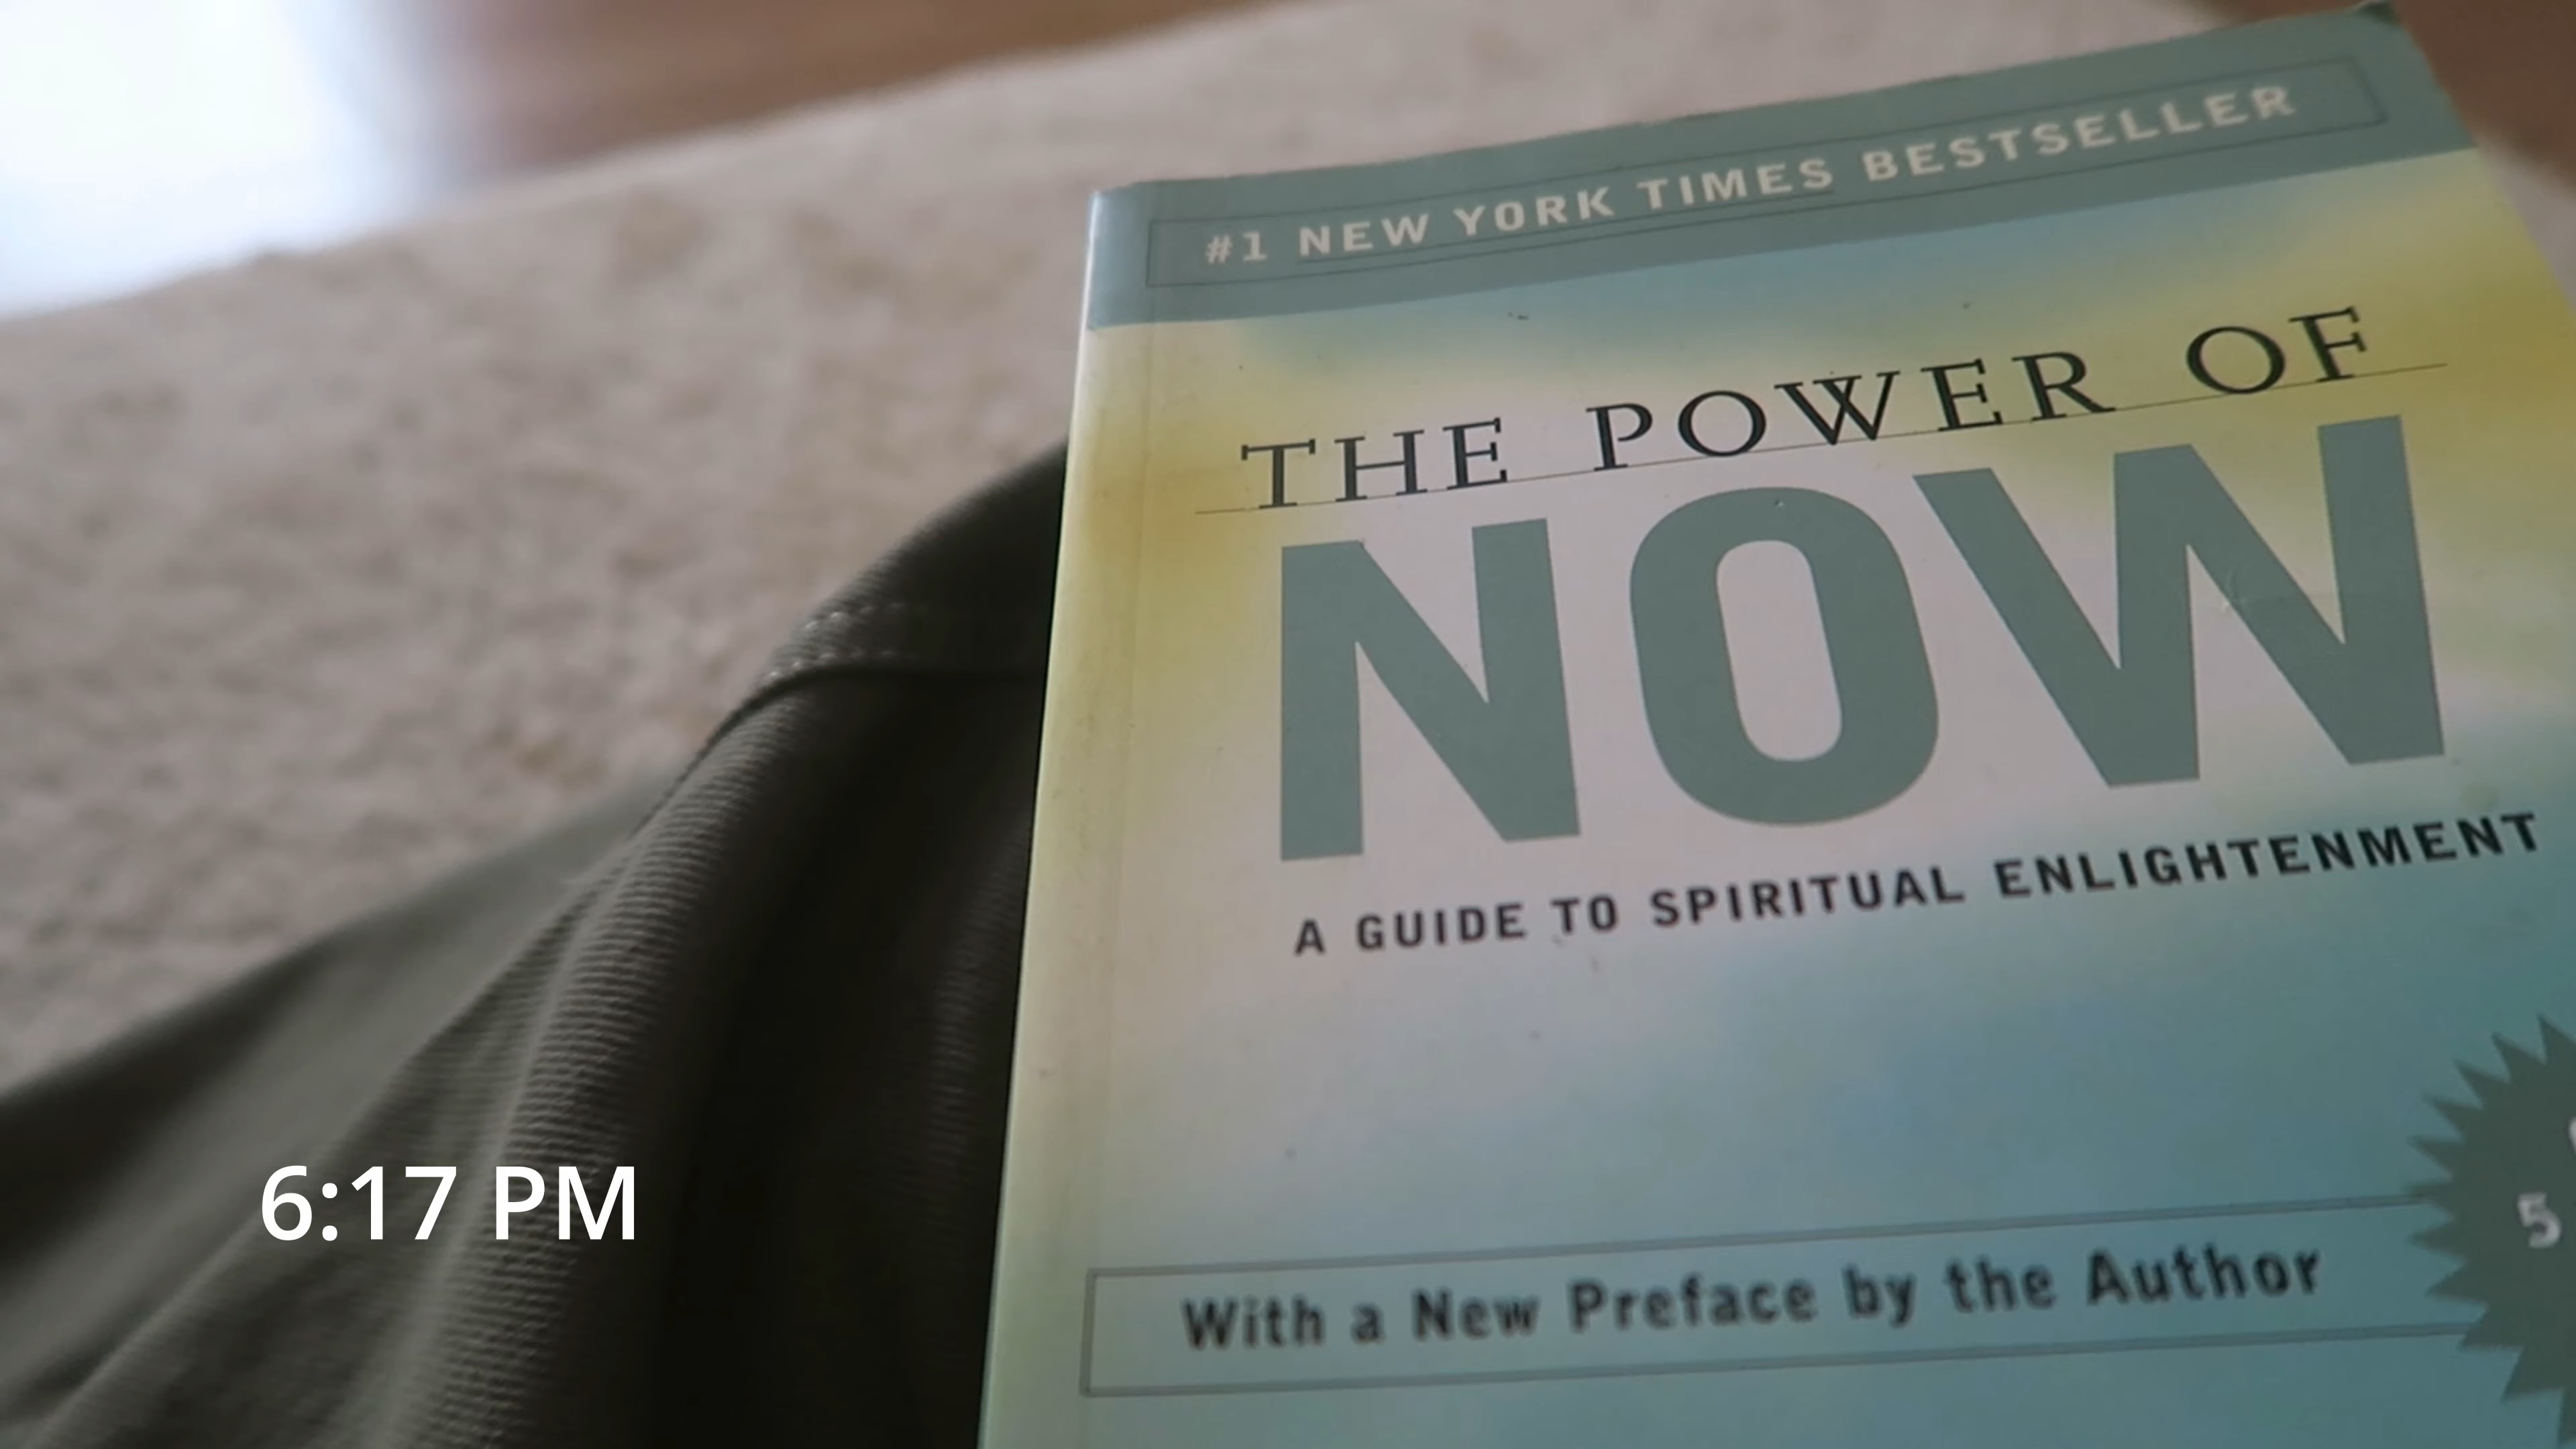 #1 NEW YORK TIMES BESTSELLER
THE POWER OF
NOW
A GUIDE TO SPIRITUAL ENLIGHTENMENT
5
With a New Preface by the Author
6:17 PM